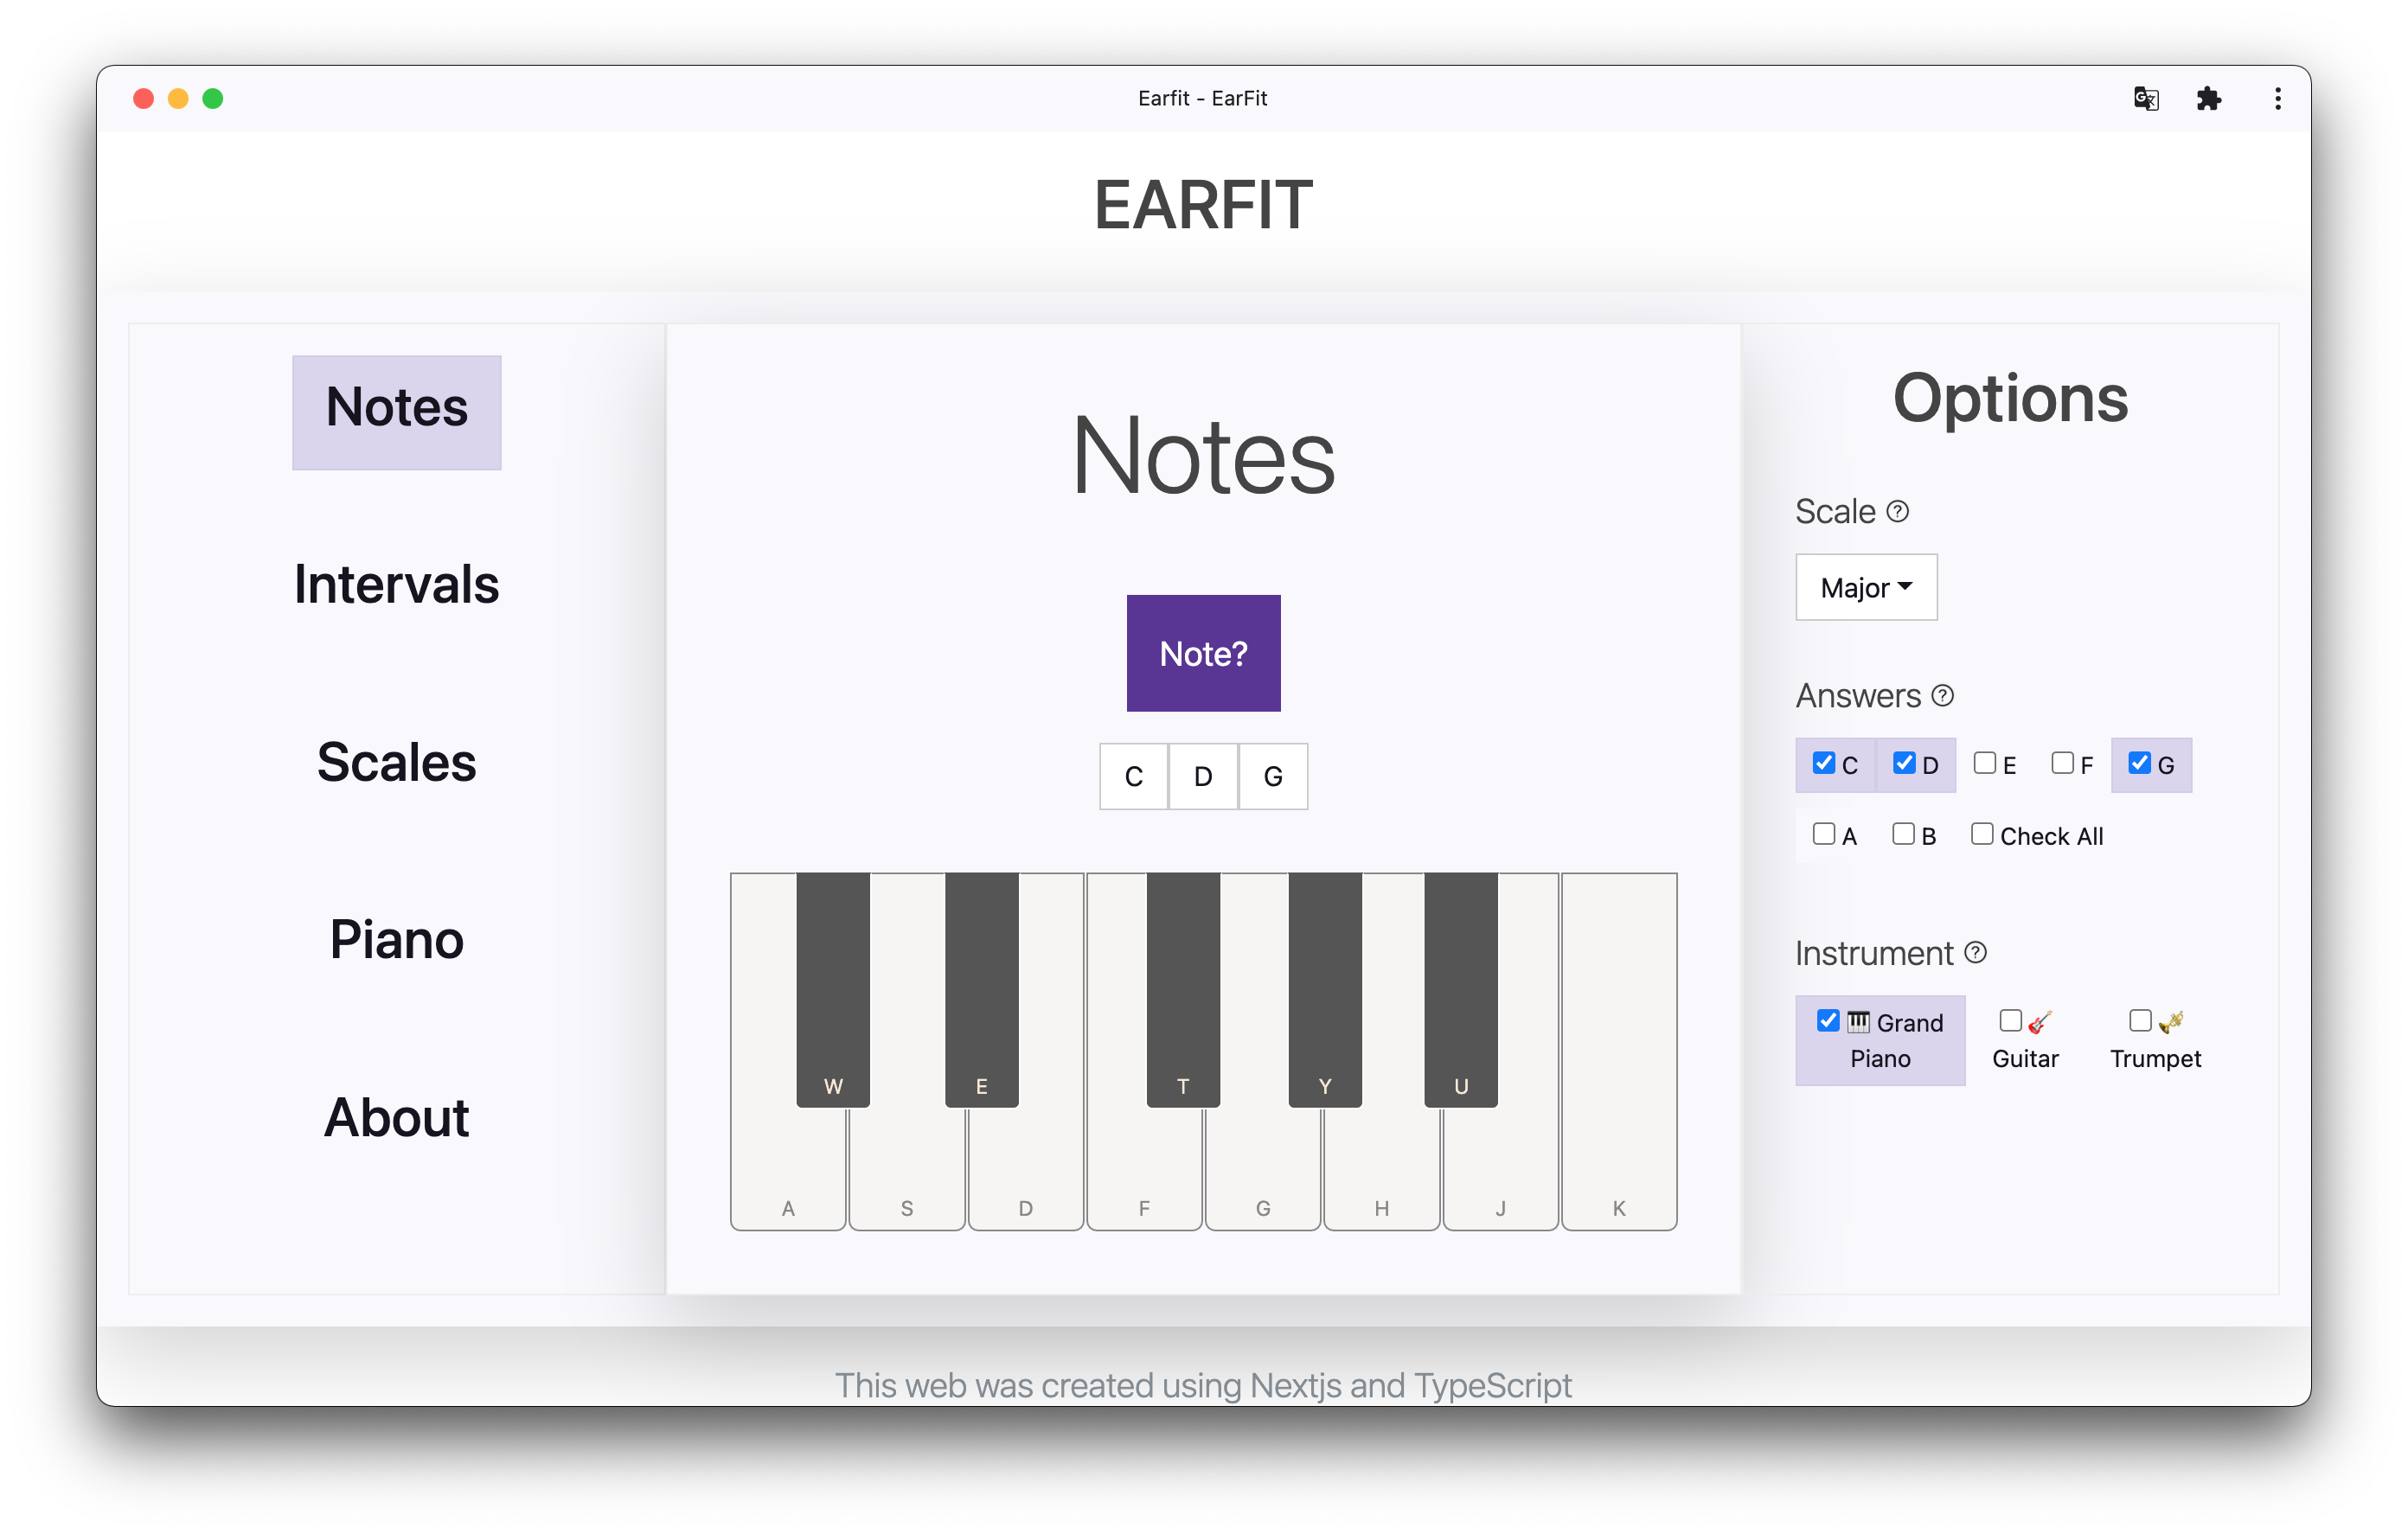 Earfit - EarFit
EARFIT
Notes
Intervals
Scales
Piano
About
Notes
Note?
C D G
W E T Y U
A S D F G H J K
Options
Scale ?
Major
Answers ?
C D E F G
A B Check All
Instrument ?
Grand Piano
Guitar
Trumpet
This web was created using Nextjs and TypeScript